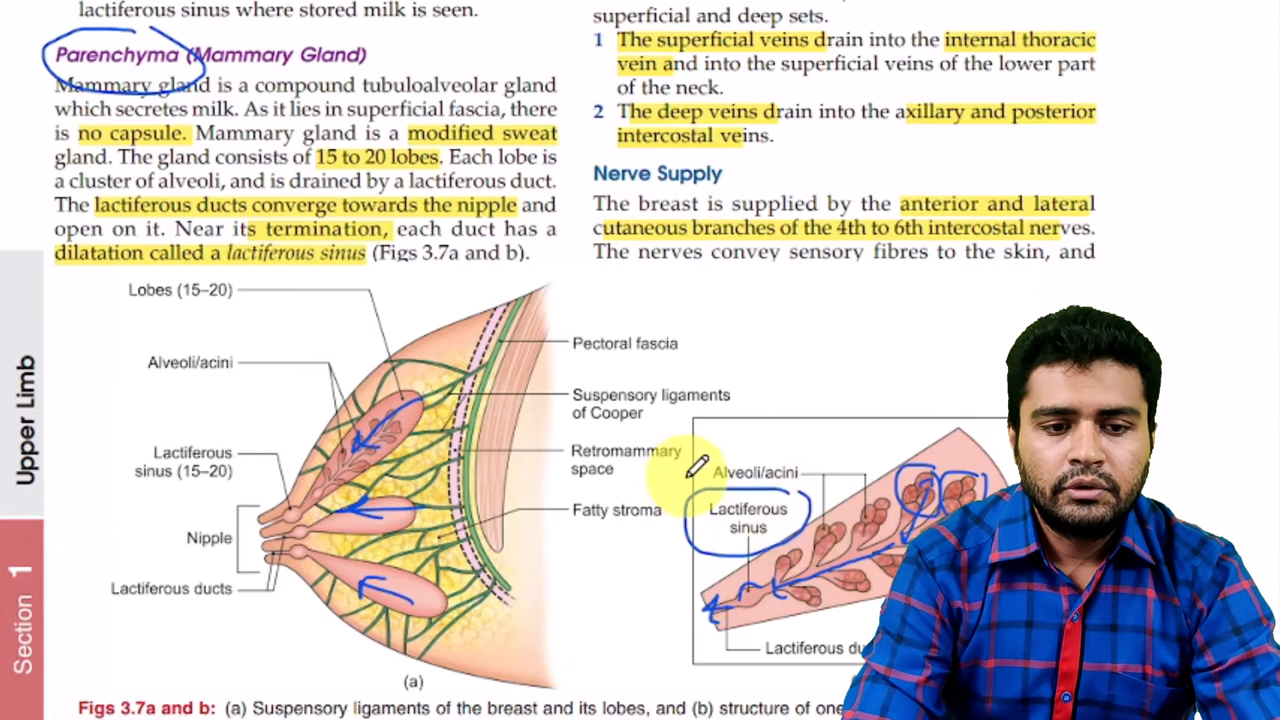 lactiferous sinus where stored milk is seen.
Parenchyma (Mammary Gland)
Mammary gland is a compound tubuloalveolar gland
which secretes milk. As it lies in superficial fascia, there
is no capsule. Mammary gland is a modified sweat
gland. The gland consists of 15 to 20 lobes. Each lobe is
a cluster of alveoli, and is drained by a lactiferous duct.
The lactiferous ducts converge towards the nipple and
open on it. Near its termination, each duct has a
dilatation called a lactiferous sinus (Figs 3.7a and b).
superficial and deep sets.
1 The superficial veins drain into the internal thoracic
vein and into the superficial veins of the lower part
of the neck.
2 The deep veins drain into the axillary and posterior
intercostal veins.
Nerve Supply
The breast is supplied by the anterior and lateral
cutaneous branches of the 4th to 6th intercostal nerves.
The nerves convey sensory fibres to the skin, and
Upper Limb
Section 1
Lobes (15–20)
Alveoli/acini
Lactiferous
sinus (15–20)
Nipple
Lactiferous ducts
Pectoral fascia
Suspensory ligaments
of Cooper
Retromammary
space
Fatty stroma
(a)
Alveoli/acini
Lactiferous
sinus
Lactiferous du
Figs 3.7a and b: (a) Suspensory ligaments of the breast and its lobes, and (b) structure of one